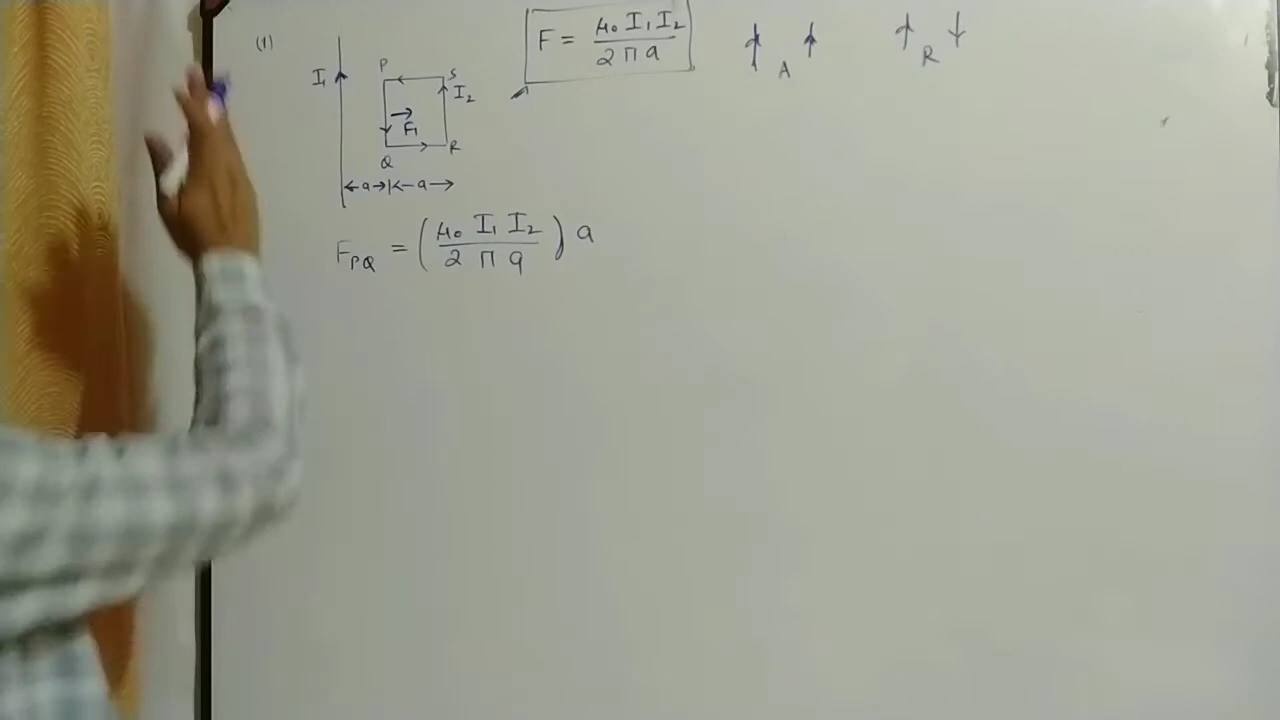 (1)
F = μ₀ I₁ I₂ / 2 π a
A
R
I₁
P
S
I₂
F₁
Q
R
a
a
F_PQ = (μ₀ I₁ I₂ / 2 π a) a